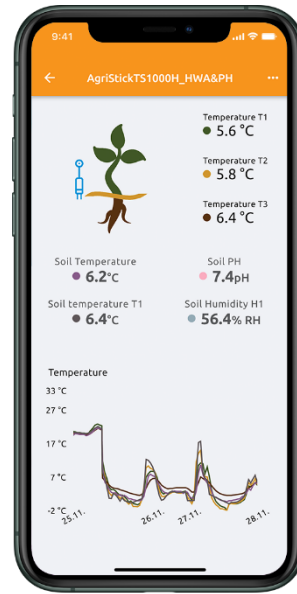 9:41
AgriStickTS1000H_HWA&PH
Temperature T1
5.6 °C
Temperature T2
5.8 °C
Temperature T3
6.4 °C
Soil Temperature
6.2°C
Soil PH
7.4pH
Soil temperature T1
6.4°C
Soil Humidity H1
56.4% RH
Temperature
33 °C
27 °C
17 °C
7 °C
-2 °C
25.11.
26.11.
27.11.
28.11.